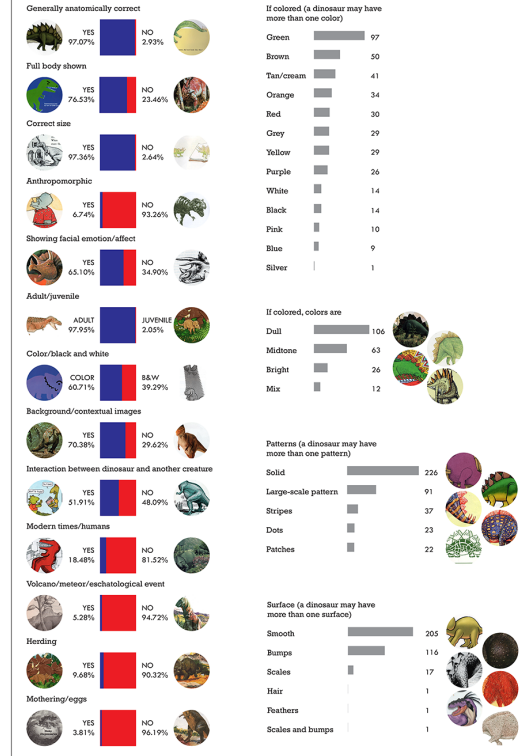 Generally anatomically correct
YES
97.07%
NO
2.93%
Full body shown
YES
76.53%
NO
23.46%
Correct size
YES
97.36%
NO
2.64%
Anthropomorphic
YES
6.74%
NO
93.26%
Showing facial emotion/affect
YES
65.10%
NO
34.90%
Adult/juvenile
ADULT
97.95%
JUVENILE
2.05%
Color/black and white
COLOR
60.71%
B&W
39.29%
Background/contextual images
YES
70.38%
NO
29.62%
Interaction between dinosaur and another creature
YES
51.91%
NO
48.09%
Modern times/humans
YES
18.48%
NO
81.52%
Volcano/meteor/eschatological event
YES
5.28%
NO
94.72%
Herding
YES
9.68%
NO
90.32%
Mothering/eggs
YES
3.81%
NO
96.19%
If colored (a dinosaur may have
more than one color)
Green 97
Brown 50
Tan/cream 41
Orange 34
Red 30
Grey 29
Yellow 29
Purple 26
White 14
Black 14
Pink 10
Blue 9
Silver 1
If colored, colors are
Dull 106
Midtone 63
Bright 26
Mix 12
Patterns (a dinosaur may have
more than one pattern)
Solid 226
Large-scale pattern 91
Stripes 37
Dots 23
Patches 22
Surface (a dinosaur may have
more than one surface)
Smooth 205
Bumps 116
Scales 17
Hair 1
Feathers 1
Scales and bumps 1